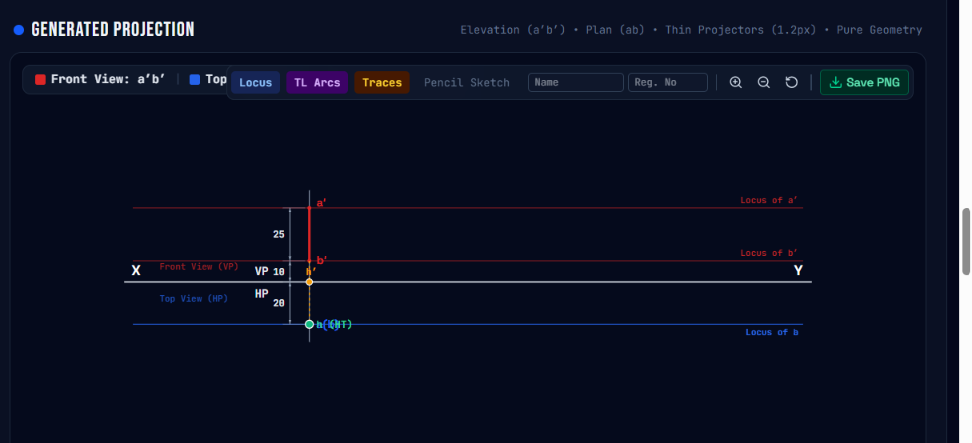 GENERATED PROJECTION
Elevation (a′b′) • Plan (ab) • Thin Projectors (1.2px) • Pure Geometry
Front View: a′b′ | Top
Locus TL Arcs Traces Pencil Sketch Name Reg. No Save PNG
a′
Locus of a′
25
b′
Locus of b′
X
Front View (VP)
VP 10
h′
Y
Top View (HP)
HP
20
h (HT)
Locus of b